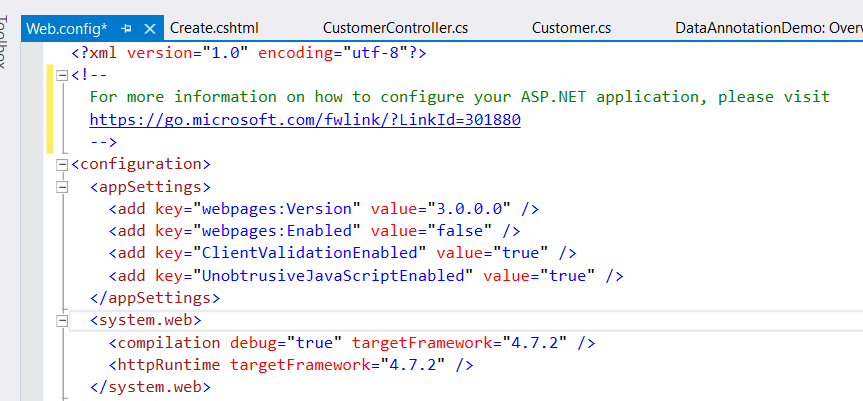 Toolbox
Web.config* Create.cshtml CustomerController.cs Customer.cs DataAnnotationDemo: Over
<?xml version="1.0" encoding="utf-8"?>
<!--
For more information on how to configure your ASP.NET application, please visit
https://go.microsoft.com/fwlink/?LinkId=301880
-->
<configuration>
<appSettings>
<add key="webpages:Version" value="3.0.0.0" />
<add key="webpages:Enabled" value="false" />
<add key="ClientValidationEnabled" value="true" />
<add key="UnobtrusiveJavaScriptEnabled" value="true" />
</appSettings>
<system.web>
<compilation debug="true" targetFramework="4.7.2" />
<httpRuntime targetFramework="4.7.2" />
</system.web>